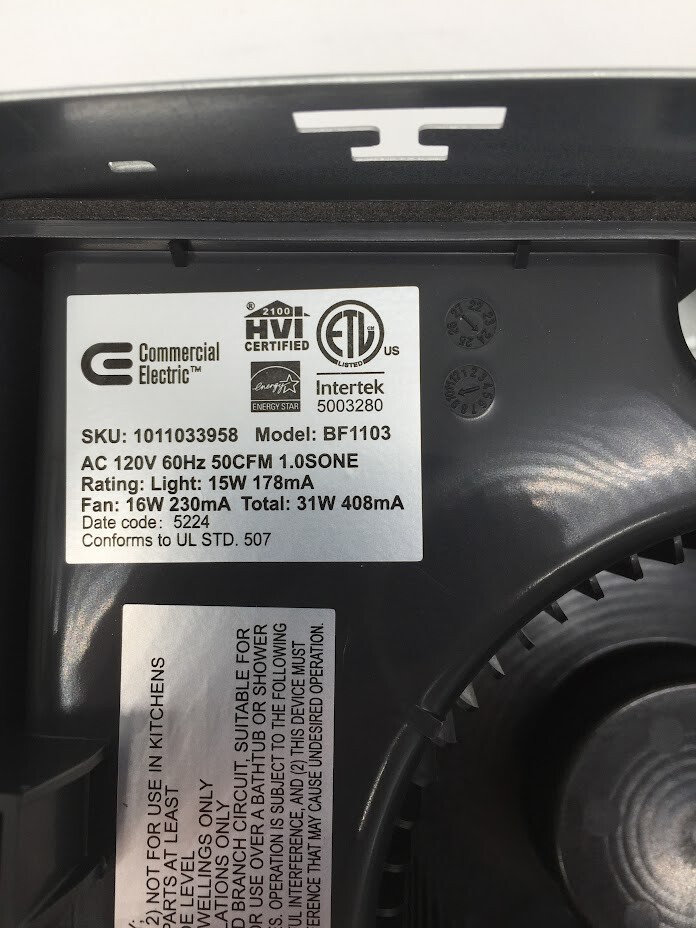 Commercial
Electric™
®
2100
HVI
CERTIFIED
energy
ENERGY STAR
ETL CM
LISTED
US
Intertek
5003280
SKU: 1011033958 Model: BF1103
AC 120V 60Hz 50CFM 1.0SONE
Rating: Light: 15W 178mA
Fan: 16W 230mA Total: 31W 408mA
Date code: 5224
Conforms to UL STD. 507
2) NOT FOR USE IN KITCHENS
PARTS AT LEAST
DE LEVEL
WELLINGS ONLY
LATIONS ONLY
D BRANCH CIRCUIT, SUITABLE FOR
OR USE OVER A BATHTUB OR SHOWER
S. OPERATION IS SUBJECT TO THE FOLLOWING
UL INTERFERENCE, AND (2) THIS DEVICE MUST
FERENCE THAT MAY CAUSE UNDESIRED OPERATION.